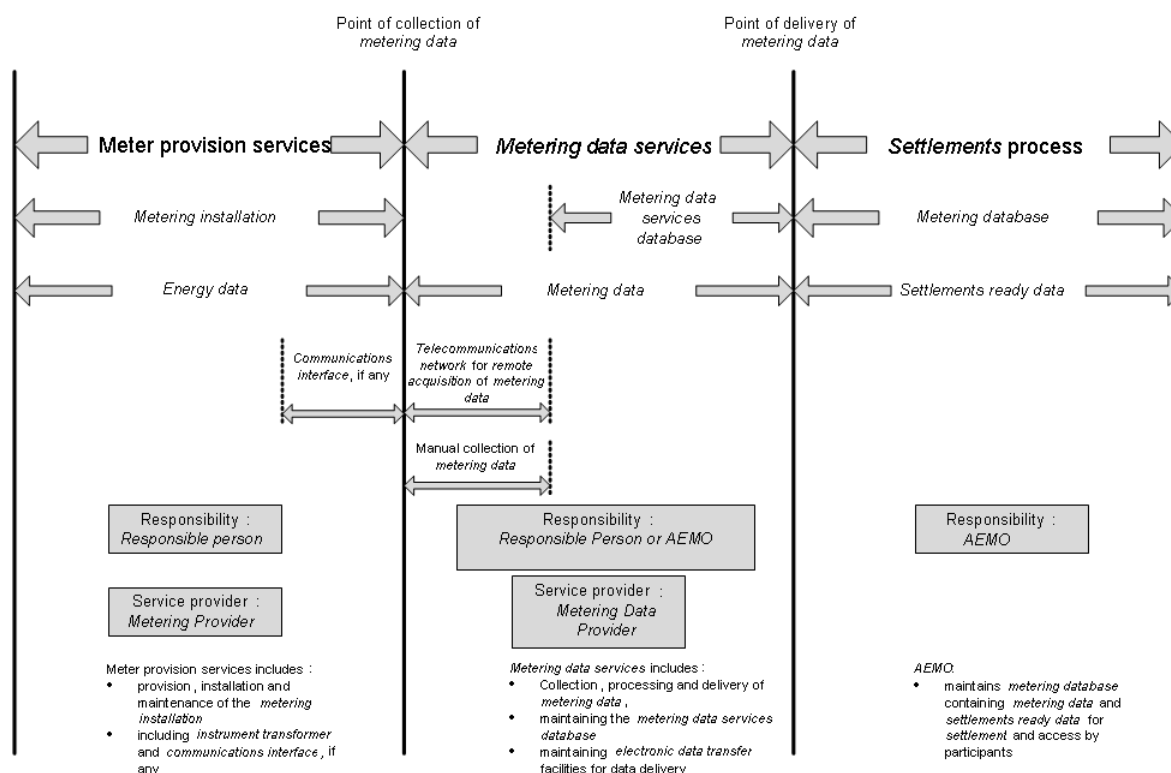 Point of collection of
metering data
Point of delivery of
metering data
Meter provision services
Metering data services
Settlements process
Metering installation
Metering data
services
database
Metering database
Energy data
Metering data
Settlements ready data
Communications
interface, if any
Telecommunications
network for remote
acquisition of metering
data
Manual collection of
metering data
Responsibility :
Responsible person
Responsibility :
Responsible Person or AEMO
Responsibility :
AEMO
Service provider :
Metering Provider
Service provider :
Metering Data
Provider
Meter provision services includes :
• provision, installation and
maintenance of the metering
installation
• including instrument transformer
and communications interface, if
any
Metering data services includes :
• Collection, processing and delivery of
metering data,
• maintaining the metering data services
database
• maintaining electronic data transfer
facilities for data delivery
AEMO:
• maintains metering database
containing metering data and
settlements ready data for
settlement and access by
participants